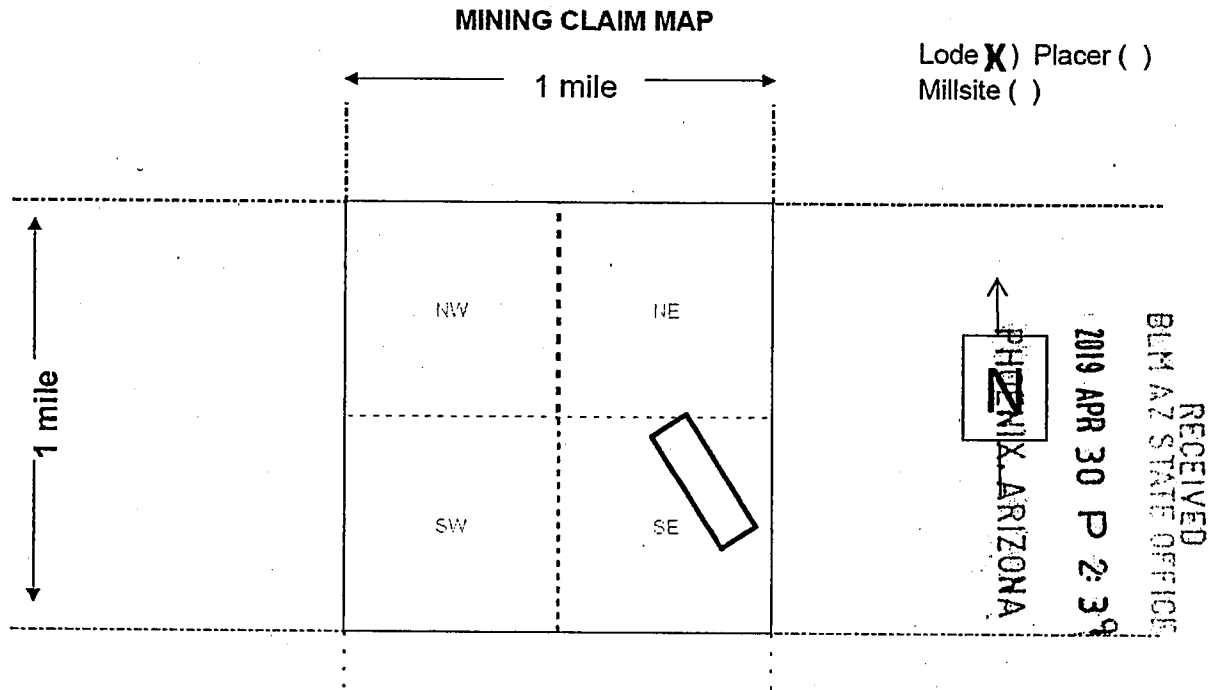 MINING CLAIM MAP
Lode (X) Placer ( )
Millsite ( )
1 mile
1 mile
NW
NE
SW
SE
N
RECEIVED
BLM AZ STATE OFFICE
2019 APR 30 P 2:39
PHOENIX, ARIZONA